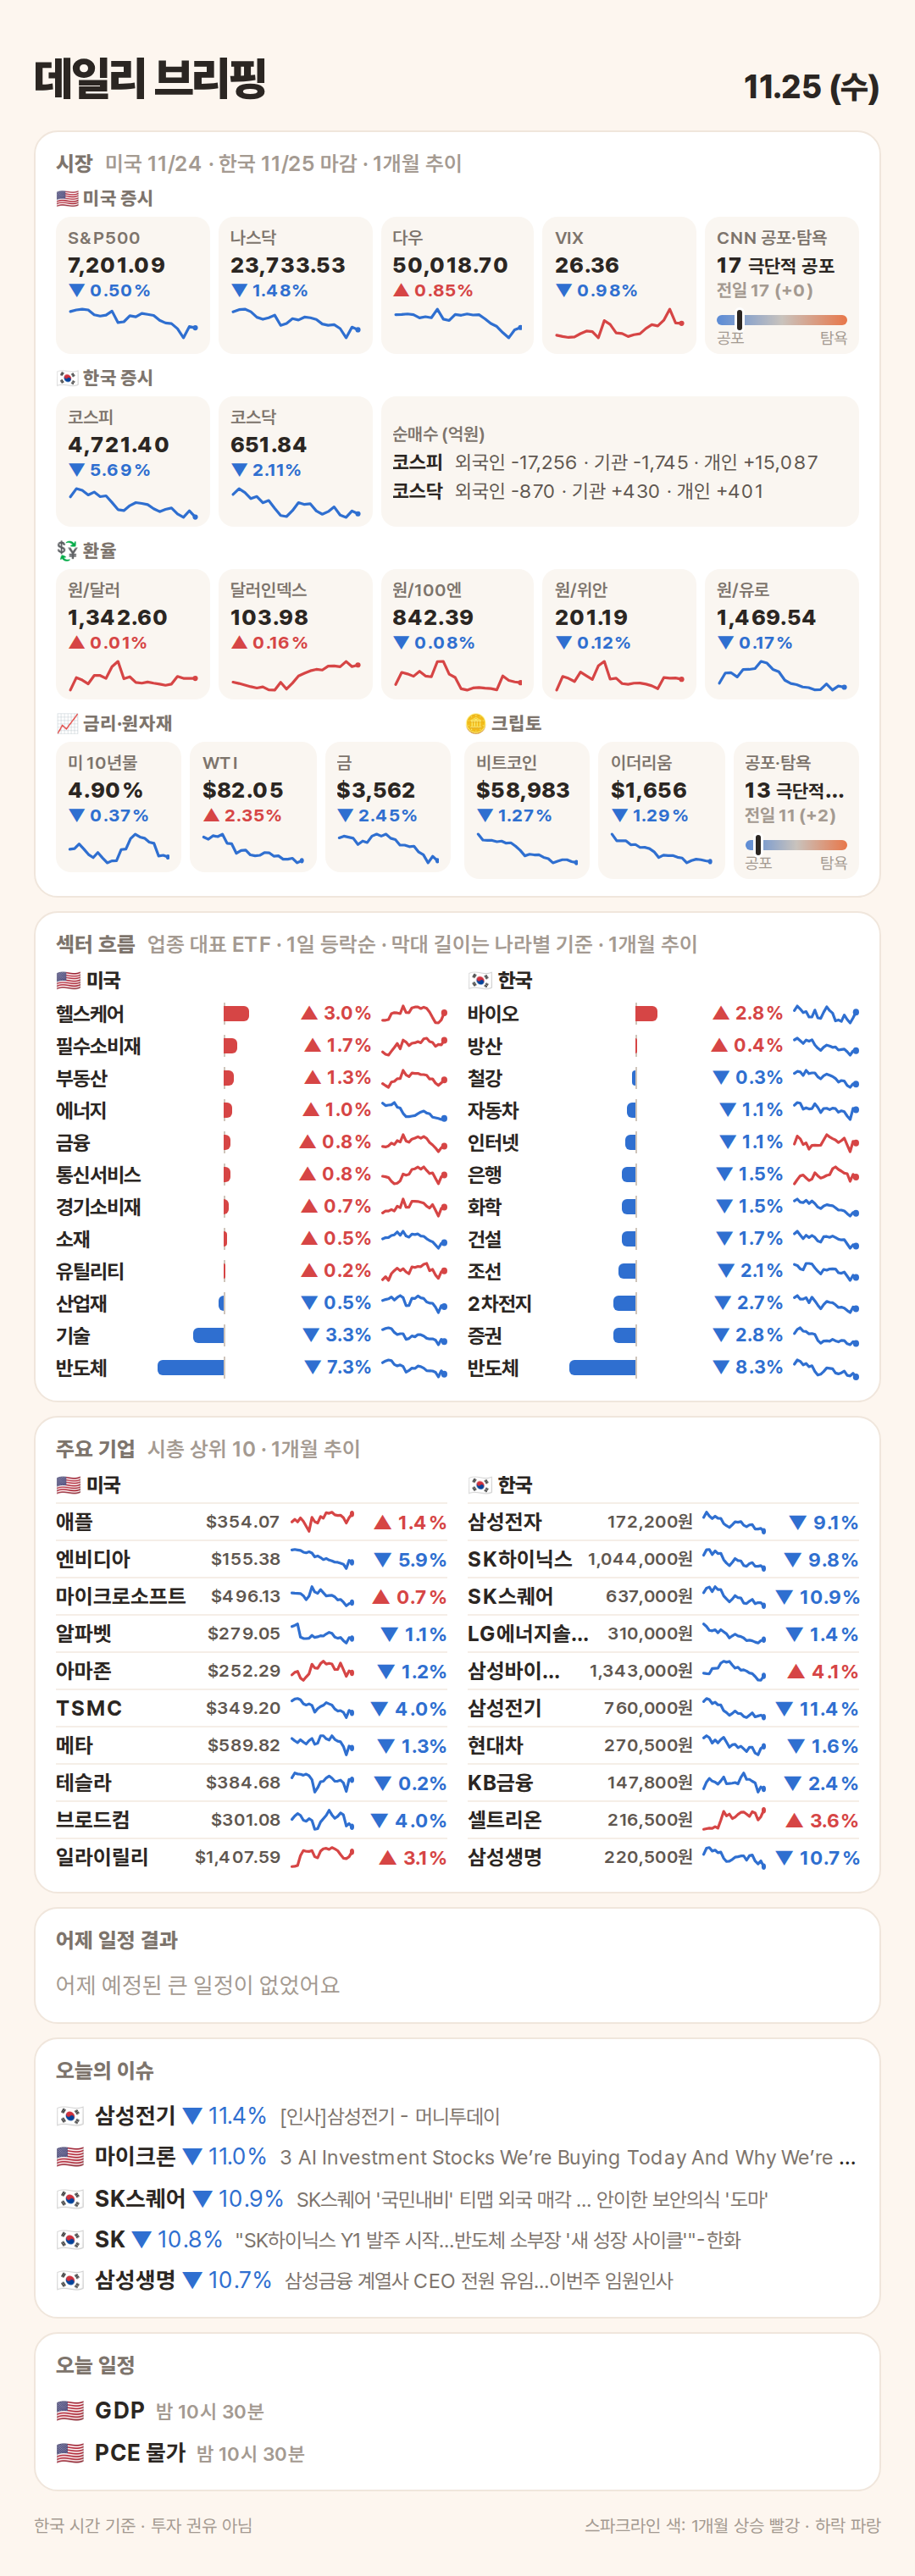 데일리 브리핑
11.25 (수)
시장 미국 11/24 · 한국 11/25 마감 · 1개월 추이
미국 증시
S&P500
7,201.09
▼ 0.50%
나스닥
23,733.53
▼ 1.48%
다우
50,018.70
▲ 0.85%
VIX
26.36
▼ 0.98%
CNN 공포·탐욕
17 극단적 공포
전일 17 (+0)
공포 탐욕
한국 증시
코스피
4,721.40
▼ 5.69%
코스닥
651.84
▼ 2.11%
순매수 (억원)
코스피 외국인 -17,256 · 기관 -1,745 · 개인 +15,087
코스닥 외국인 -870 · 기관 +430 · 개인 +401
환율
원/달러
1,342.60
▲ 0.01%
달러인덱스
103.98
▲ 0.16%
원/100엔
842.39
▼ 0.08%
원/위안
201.19
▼ 0.12%
원/유로
1,469.54
▼ 0.17%
금리·원자재
미 10년물
4.90%
▼ 0.37%
WTI
$82.05
▲ 2.35%
금
$3,562
▼ 2.45%
크립토
비트코인
$58,983
▼ 1.27%
이더리움
$1,656
▼ 1.29%
공포·탐욕
13 극단적...
전일 11 (+2)
공포 탐욕
섹터 흐름 업종 대표 ETF · 1일 등락순 · 막대 길이는 나라별 기준 · 1개월 추이
미국
헬스케어 ▲ 3.0%
필수소비재 ▲ 1.7%
부동산 ▲ 1.3%
에너지 ▲ 1.0%
금융 ▲ 0.8%
통신서비스 ▲ 0.8%
경기소비재 ▲ 0.7%
소재 ▲ 0.5%
유틸리티 ▲ 0.2%
산업재 ▼ 0.5%
기술 ▼ 3.3%
반도체 ▼ 7.3%
한국
바이오 ▲ 2.8%
방산 ▲ 0.4%
철강 ▼ 0.3%
자동차 ▼ 1.1%
인터넷 ▼ 1.1%
은행 ▼ 1.5%
화학 ▼ 1.5%
건설 ▼ 1.7%
조선 ▼ 2.1%
2차전지 ▼ 2.7%
증권 ▼ 2.8%
반도체 ▼ 8.3%
주요 기업 시총 상위 10 · 1개월 추이
미국
애플 $354.07 ▲ 1.4%
엔비디아 $155.38 ▼ 5.9%
마이크로소프트 $496.13 ▲ 0.7%
알파벳 $279.05 ▼ 1.1%
아마존 $252.29 ▼ 1.2%
TSMC $349.20 ▼ 4.0%
메타 $589.82 ▼ 1.3%
테슬라 $384.68 ▼ 0.2%
브로드컴 $301.08 ▼ 4.0%
일라이릴리 $1,407.59 ▲ 3.1%
한국
삼성전자 172,200원 ▼ 9.1%
SK하이닉스 1,044,000원 ▼ 9.8%
SK스퀘어 637,000원 ▼ 10.9%
LG에너지솔... 310,000원 ▼ 1.4%
삼성바이... 1,343,000원 ▲ 4.1%
삼성전기 760,000원 ▼ 11.4%
현대차 270,500원 ▼ 1.6%
KB금융 147,800원 ▼ 2.4%
셀트리온 216,500원 ▲ 3.6%
삼성생명 220,500원 ▼ 10.7%
어제 일정 결과
어제 예정된 큰 일정이 없었어요
오늘의 이슈
삼성전기 ▼ 11.4% [인사]삼성전기 - 머니투데이
마이크론 ▼ 11.0% 3 AI Investment Stocks We’re Buying Today And Why We’re ...
SK스퀘어 ▼ 10.9% SK스퀘어 '국민내비' 티맵 외국 매각 ... 안이한 보안의식 '도마'
SK ▼ 10.8% "SK하이닉스 Y1 발주 시작...반도체 소부장 '새 성장 사이클'"-한화
삼성생명 ▼ 10.7% 삼성금융 계열사 CEO 전원 유임...이번주 임원인사
오늘 일정
GDP 밤 10시 30분
PCE 물가 밤 10시 30분
한국 시간 기준 · 투자 권유 아님
스파크라인 색: 1개월 상승 빨강 · 하락 파랑